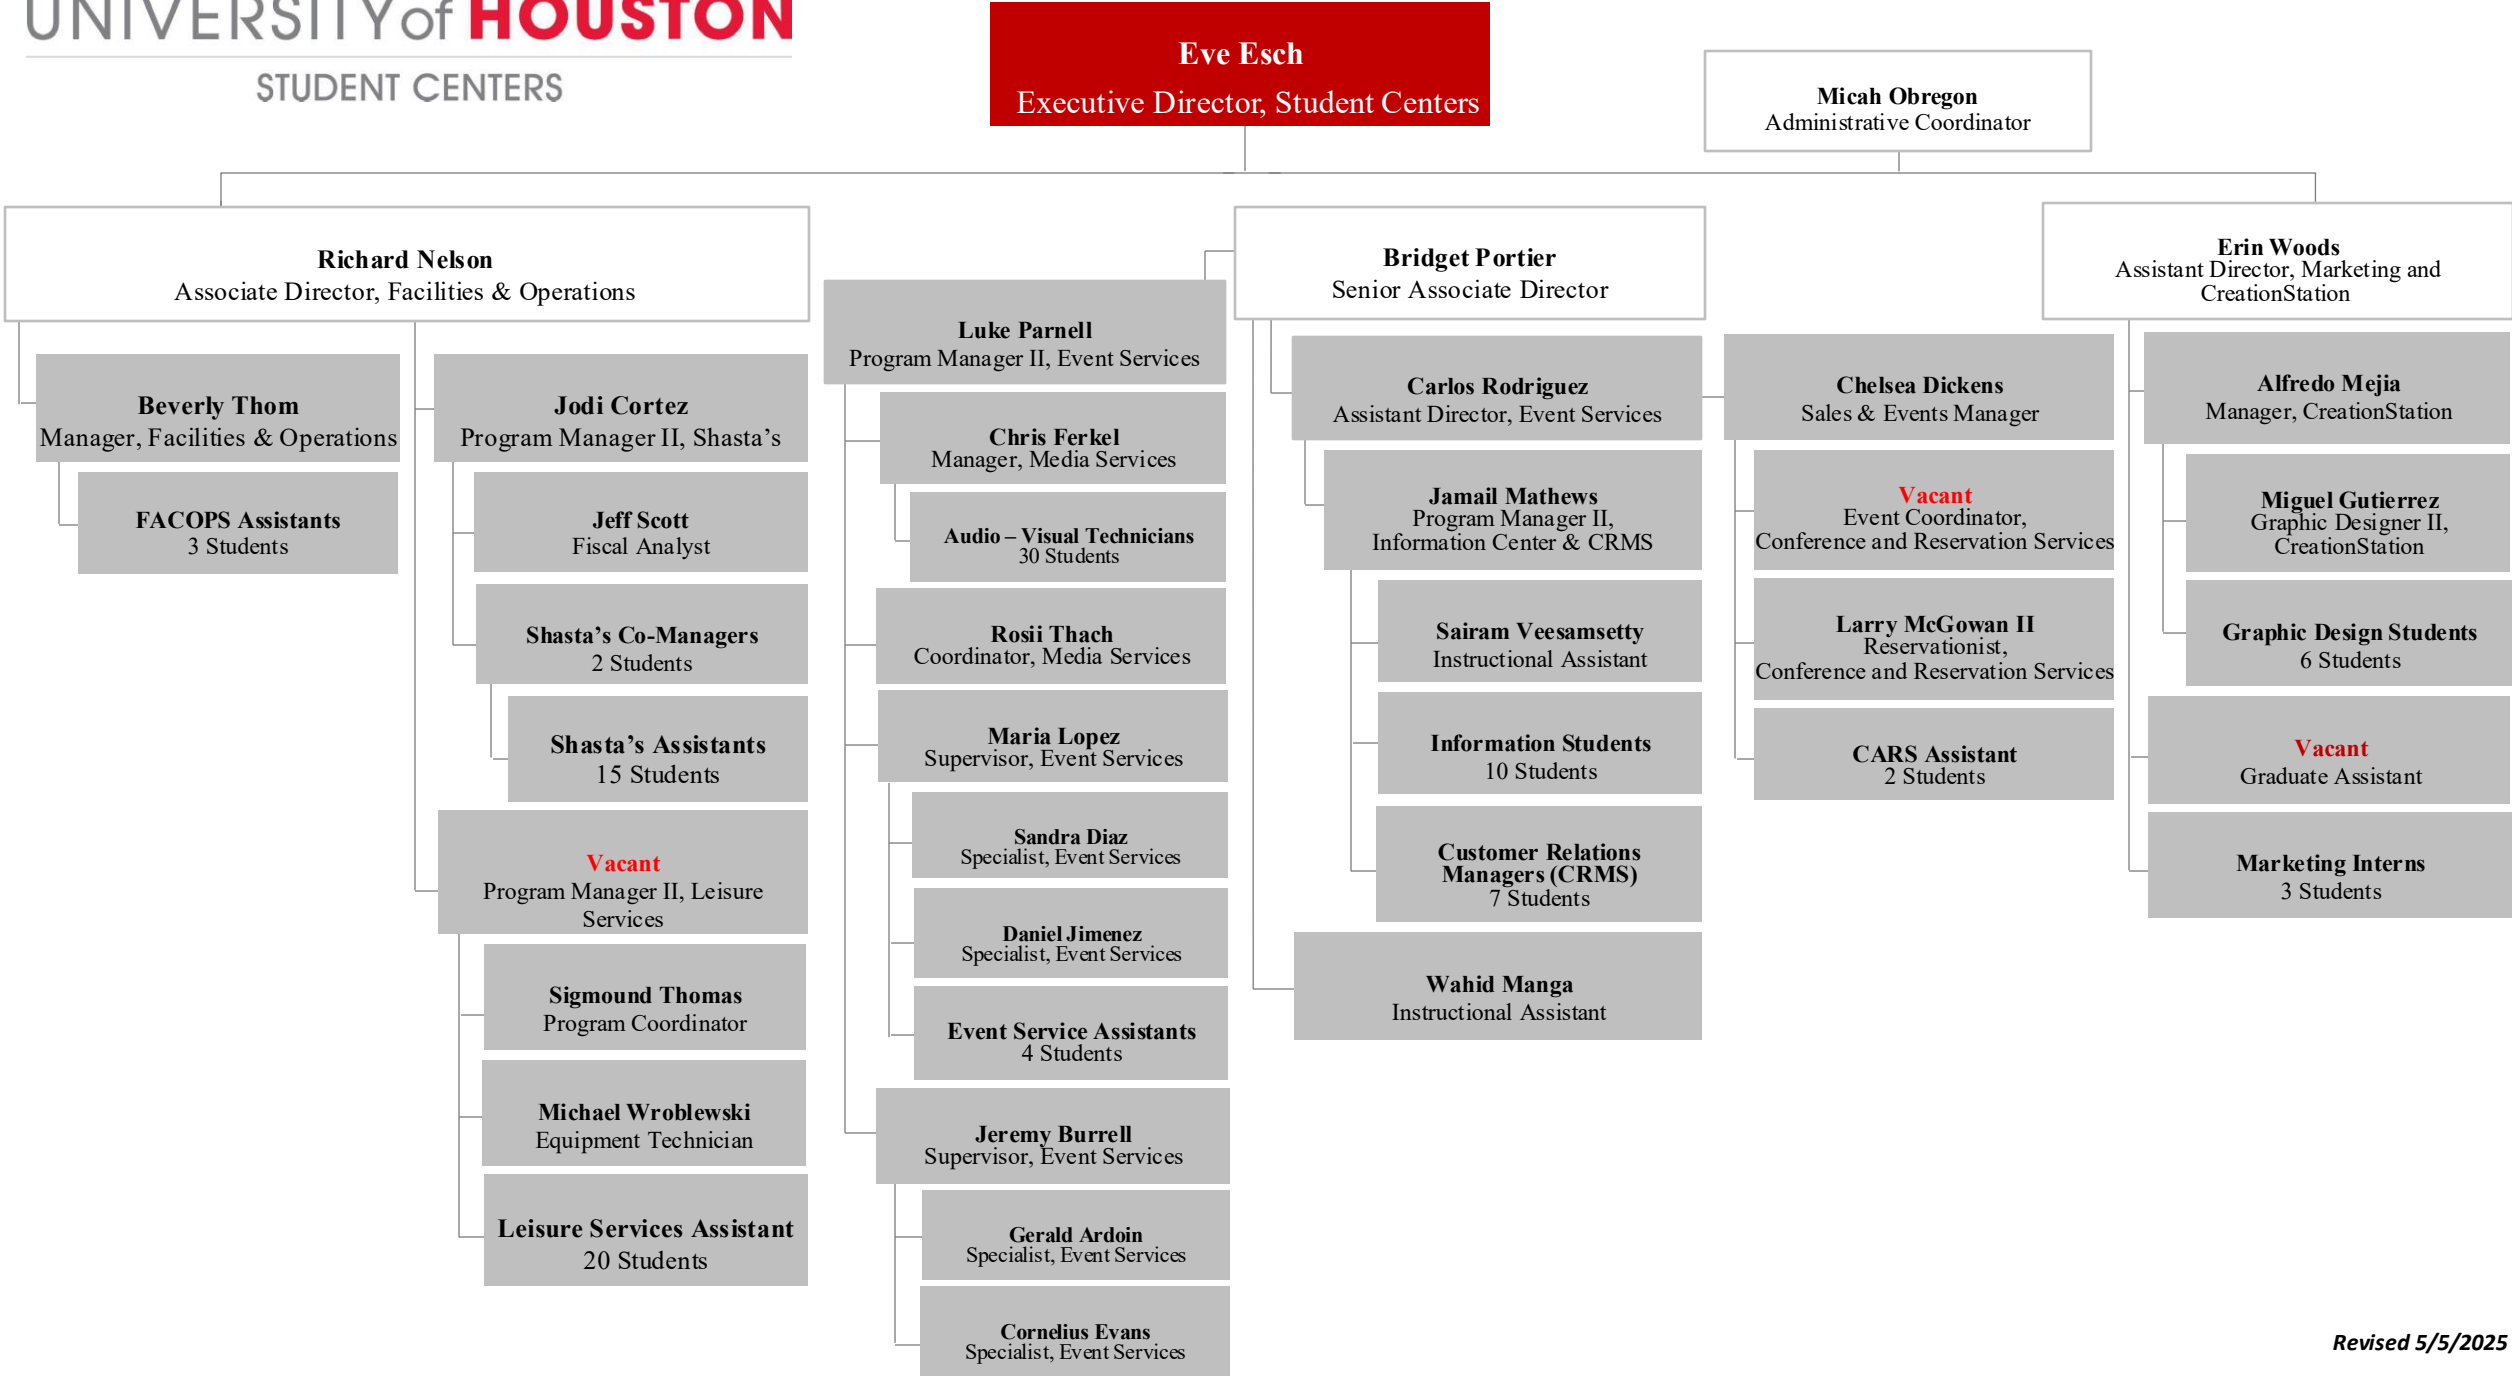 UNIVERSITY of HOUSTON
STUDENT CENTERS
Eve Esch
Executive Director, Student Centers
Micah Obregon
Administrative Coordinator
Richard Nelson
Associate Director, Facilities & Operations
Beverly Thom
Manager, Facilities & Operations
FACOPS Assistants
3 Students
Jodi Cortez
Program Manager II, Shasta’s
Jeff Scott
Fiscal Analyst
Shasta’s Co-Managers
2 Students
Shasta’s Assistants
15 Students
Vacant
Program Manager II, Leisure
Services
Sigmound Thomas
Program Coordinator
Michael Wroblewski
Equipment Technician
Leisure Services Assistant
20 Students
Bridget Portier
Senior Associate Director
Luke Parnell
Program Manager II, Event Services
Chris Ferkel
Manager, Media Services
Audio – Visual Technicians
30 Students
Rosii Thach
Coordinator, Media Services
Maria Lopez
Supervisor, Event Services
Sandra Diaz
Specialist, Event Services
Daniel Jimenez
Specialist, Event Services
Event Service Assistants
4 Students
Jeremy Burrell
Supervisor, Event Services
Gerald Ardoin
Specialist, Event Services
Cornelius Evans
Specialist, Event Services
Carlos Rodriguez
Assistant Director, Event Services
Jamail Mathews
Program Manager II,
Information Center & CRMS
Sairam Veesamsetty
Instructional Assistant
Information Students
10 Students
Customer Relations
Managers (CRMS)
7 Students
Wahid Manga
Instructional Assistant
Chelsea Dickens
Sales & Events Manager
Vacant
Event Coordinator,
Conference and Reservation Services
Larry McGowan II
Reservationist,
Conference and Reservation Services
CARS Assistant
2 Students
Erin Woods
Assistant Director, Marketing and
CreationStation
Alfredo Mejia
Manager, CreationStation
Miguel Gutierrez
Graphic Designer II,
CreationStation
Graphic Design Students
6 Students
Vacant
Graduate Assistant
Marketing Interns
3 Students
Revised 5/5/2025